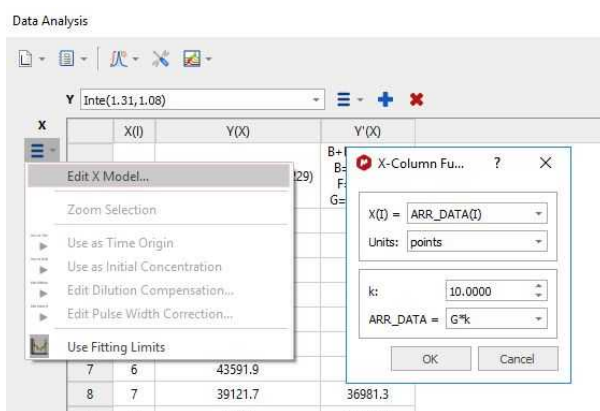 Data Analysis
Y Inte(1.31,1.08)
X
X(I) Y(X) Y'(X)
229)
B+
B=
F=
G=
Edit X Model...
Zoom Selection
Use as Time Origin
Use as Initial Concentration
Edit Dilution Compensation...
Edit Pulse Width Correction...
Use Fitting Limits
X-Column Fu... ?
X(I) = ARR_DATA(I)
Units: points
k: 10.0000
ARR_DATA = G*k
OK Cancel
7 6 43591.9
8 7 39121.7 36981.3